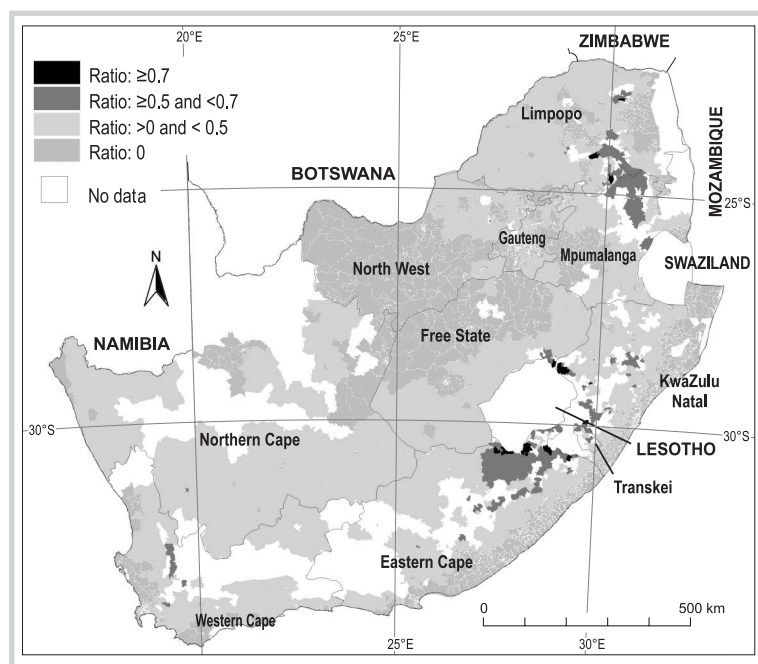 20°E
25°E
ZIMBABWE
Ratio: ≥0.7
Ratio: ≥0.5 and <0.7
Ratio: >0 and < 0.5
Ratio: 0
No data
Limpopo
MOZAMBIQUE
BOTSWANA
25°S
N
Gauteng
Mpumalanga
North West
SWAZILAND
Free State
NAMIBIA
KwaZulu
Natal
30°S
Northern Cape
30°S
LESOTHO
Transkei
Eastern Cape
0
500 km
Western Cape
25°E
30°E